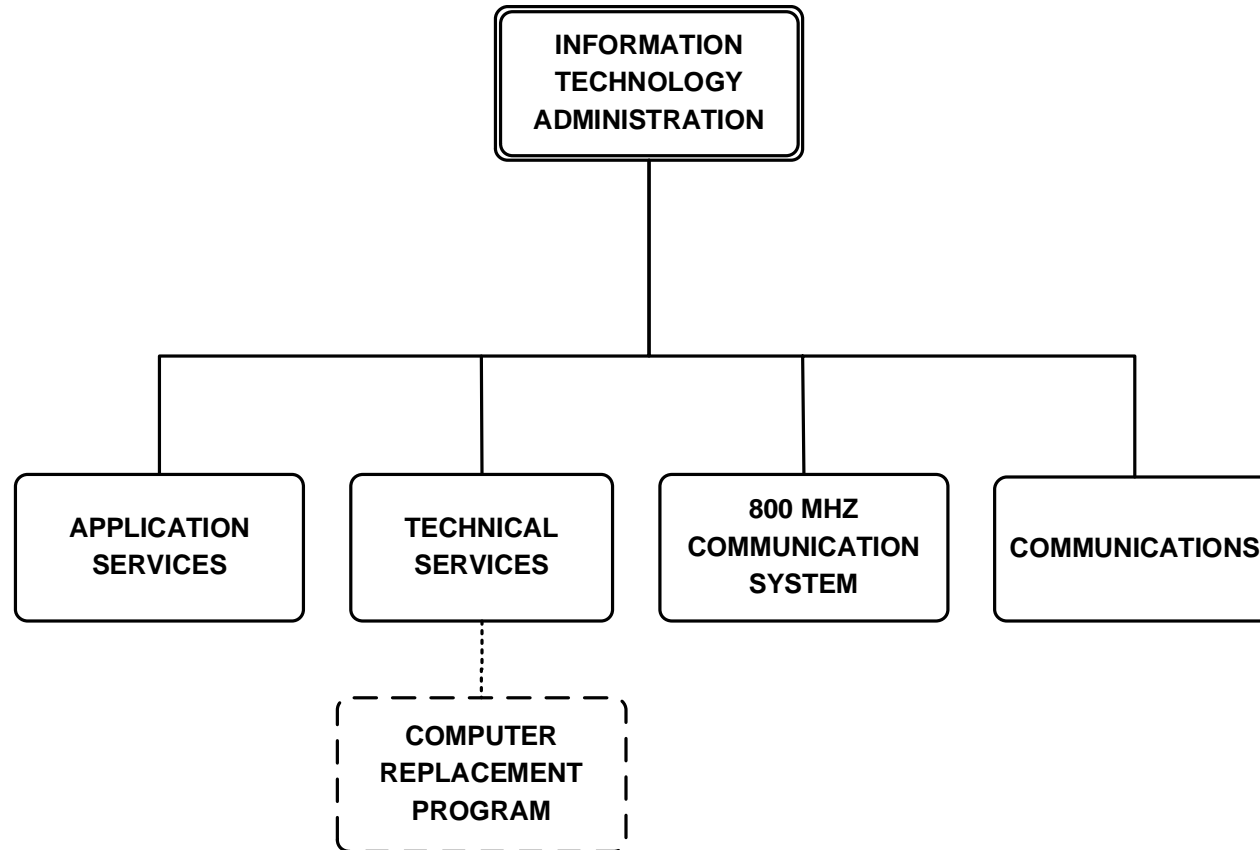 INFORMATION
TECHNOLOGY
ADMINISTRATION
APPLICATION
SERVICES
TECHNICAL
SERVICES
800 MHZ
COMMUNICATION
SYSTEM
COMMUNICATIONS
COMPUTER
REPLACEMENT
PROGRAM